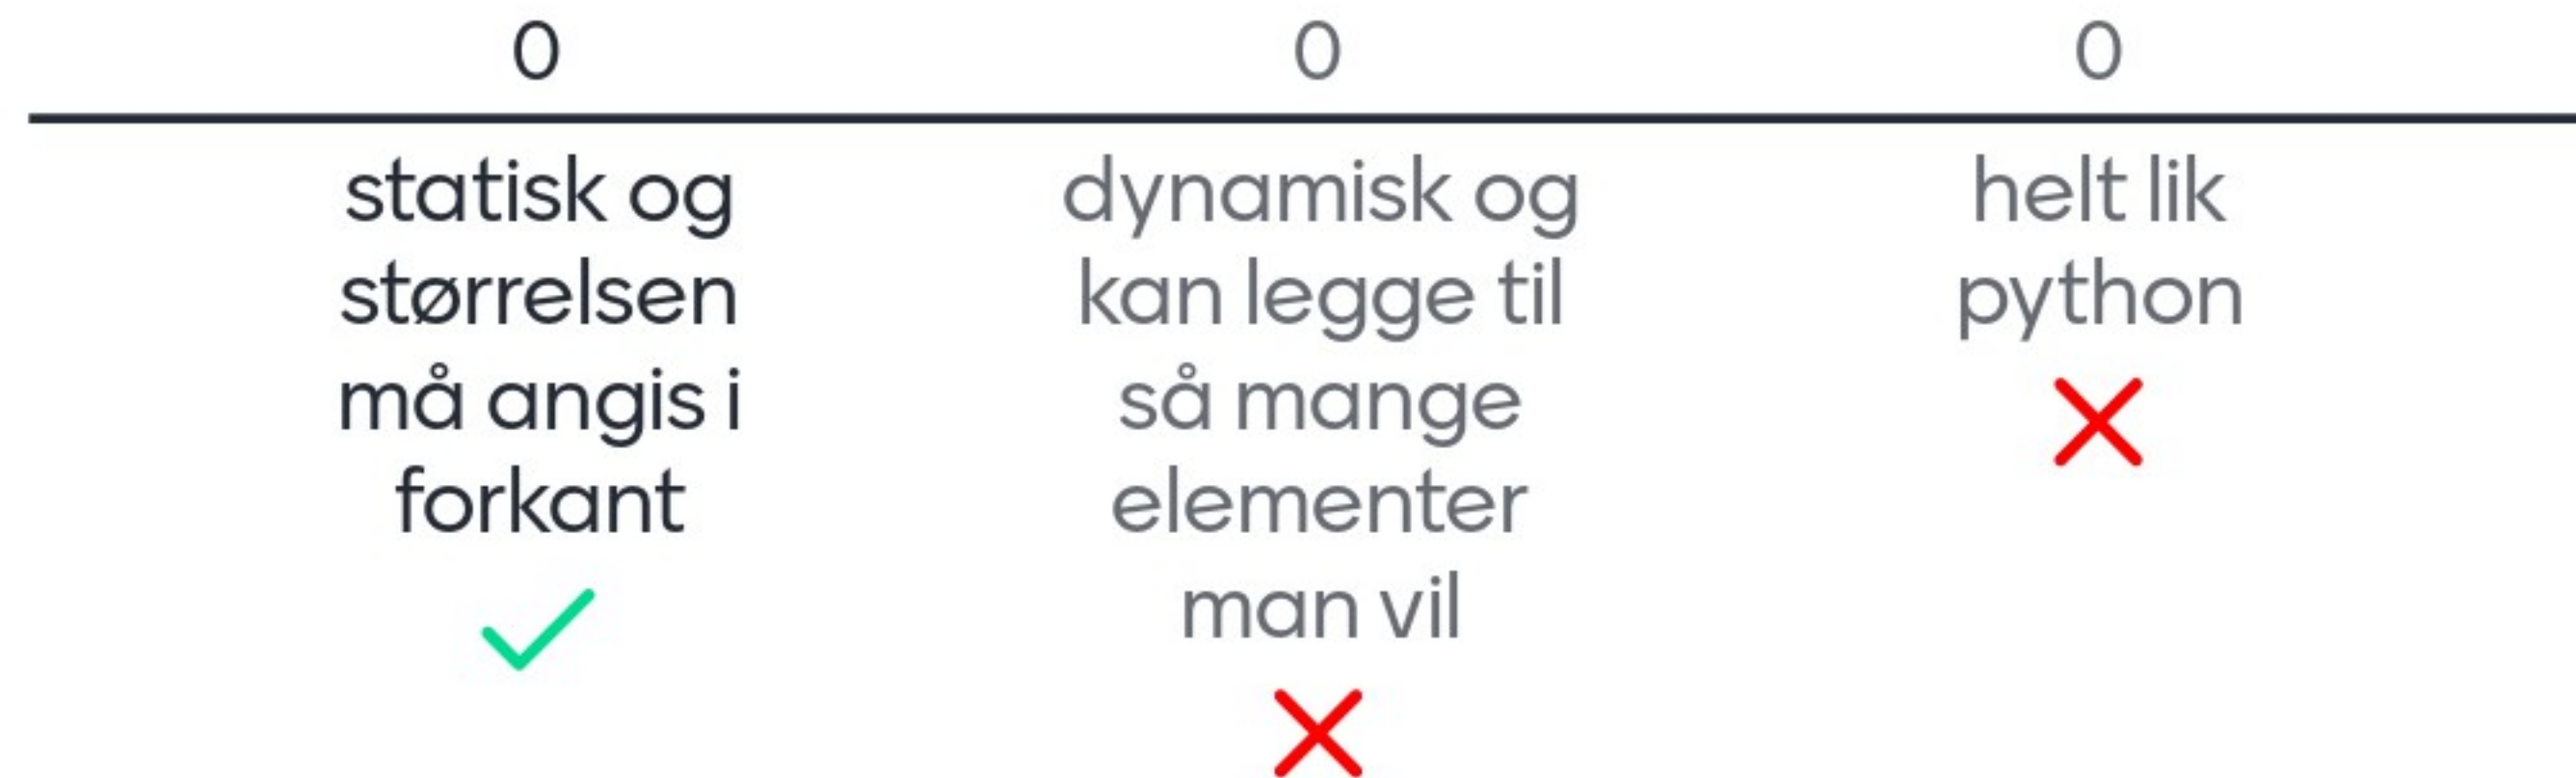 0
0
0
statisk og
størrelsen
må angis i
forkant
dynamisk og
kan legge til
så mange
elementer
man vil
helt lik
python